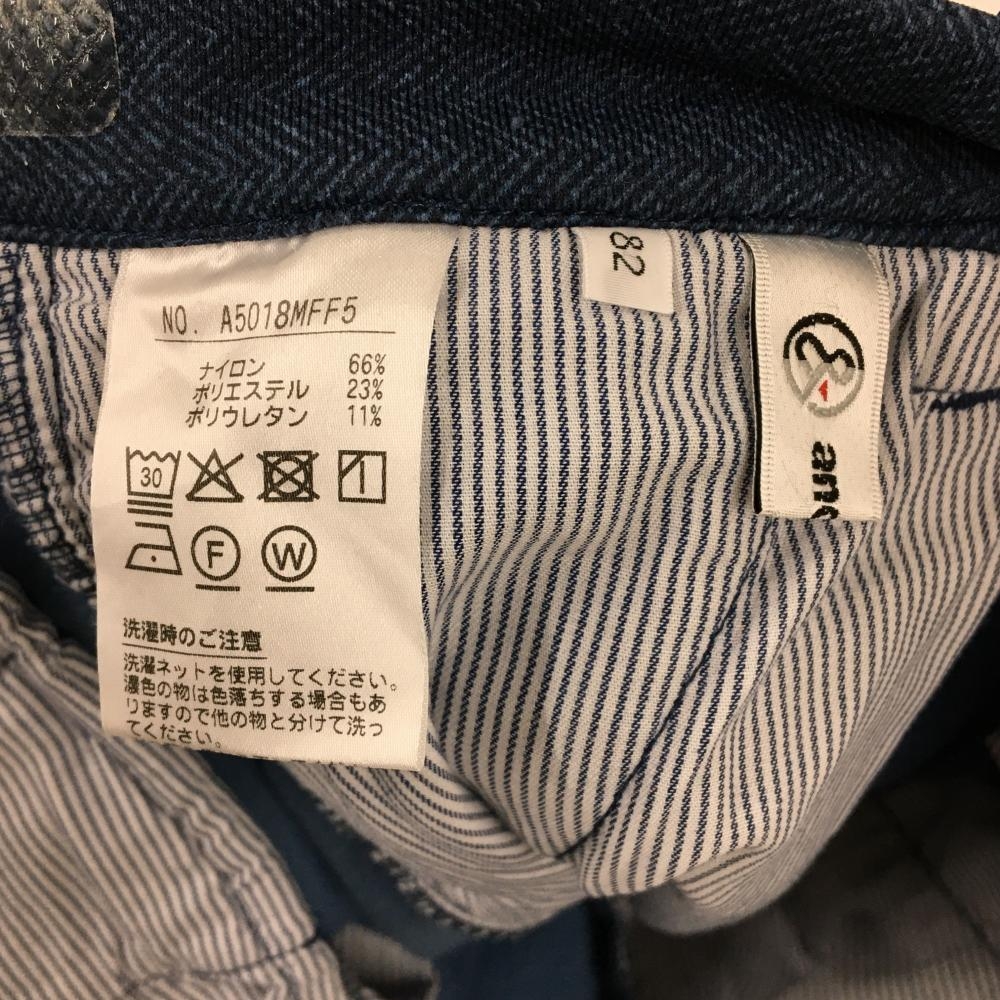 NO. A5018MFF5
ナイロン 66%
ポリエステル 23%
ポリウレタン 11%
30
F W
洗濯時のご注意
洗濯ネットを使用してください。
濃色の物は色落ちする場合もあ
りますので他の物と分けて洗っ
てください。
82